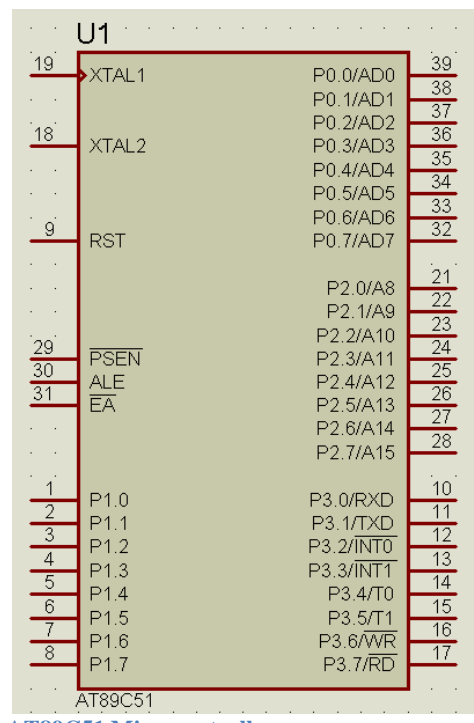 U1
19 XTAL1 P0.0/AD0 39
P0.1/AD1 38
P0.2/AD2 37
18 XTAL2 P0.3/AD3 36
P0.4/AD4 35
P0.5/AD5 34
P0.6/AD6 33
9 RST P0.7/AD7 32
P2.0/A8 21
P2.1/A9 22
P2.2/A10 23
29 PSEN P2.3/A11 24
30 ALE P2.4/A12 25
31 EA P2.5/A13 26
P2.6/A14 27
P2.7/A15 28
1 P1.0 P3.0/RXD 10
2 P1.1 P3.1/TXD 11
3 P1.2 P3.2/INT0 12
4 P1.3 P3.3/INT1 13
5 P1.4 P3.4/T0 14
6 P1.5 P3.5/T1 15
7 P1.6 P3.6/WR 16
8 P1.7 P3.7/RD 17
AT89C51